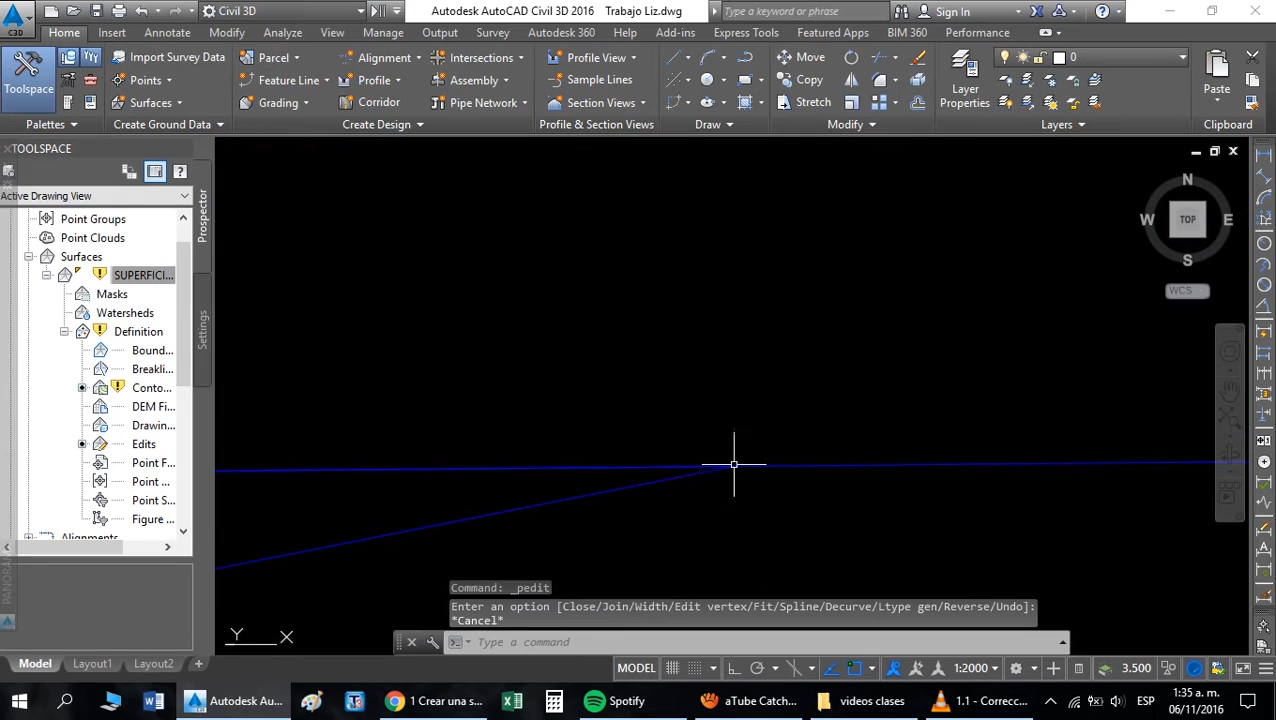 C3D
Civil 3D
Autodesk AutoCAD Civil 3D 2016 Trabajo Liz.dwg
Type a keyword or phrase
Sign In
Home Insert Annotate Modify Analyze View Manage Output Survey Autodesk 360 Help Add-ins Express Tools Featured Apps BIM 360 Performance
Toolspace
Import Survey Data
Points
Surfaces
Parcel
Feature Line
Grading
Alignment
Profile
Corridor
Intersections
Assembly
Pipe Network
Profile View
Sample Lines
Section Views
Move
Copy
Stretch
Layer
Properties
0
Paste
Palettes Create Ground Data Create Design Profile & Section Views Draw Modify Layers Clipboard
TOOLSPACE
Active Drawing View
Point Groups
Point Clouds
Surfaces
SUPERFICI...
Masks
Watersheds
Definition
Bound...
Breakli...
Conto...
DEM Fi...
Drawin...
Edits
Point F...
Point ...
Point S...
Figure ...
Alignments
Prospector
Settings
PANORAMA
N
W TOP E
S
WCS
Command: _pedit
Enter an option [Close/Join/Width/Edit vertex/Fit/Spline/Decurve/Ltype gen/Reverse/Undo]:
*Cancel*
Type a command
Y X
Model Layout1 Layout2 +
MODEL 1:2000 3.500
Autodesk Au...
1 Crear una s...
Spotify
aTube Catch...
videos clases
1.1 - Correcc...
ESP
1:35 a. m.
06/11/2016